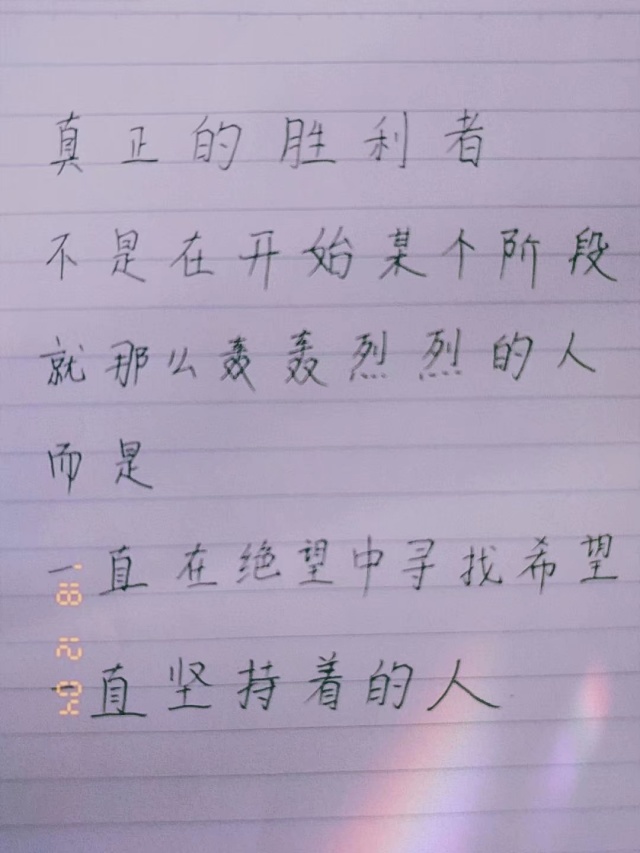 真正的胜利者
不是在开始某个阶段
就那么轰轰烈烈的人
而是
一直在绝望中寻找希望
一直坚持着的人
'18 12 04